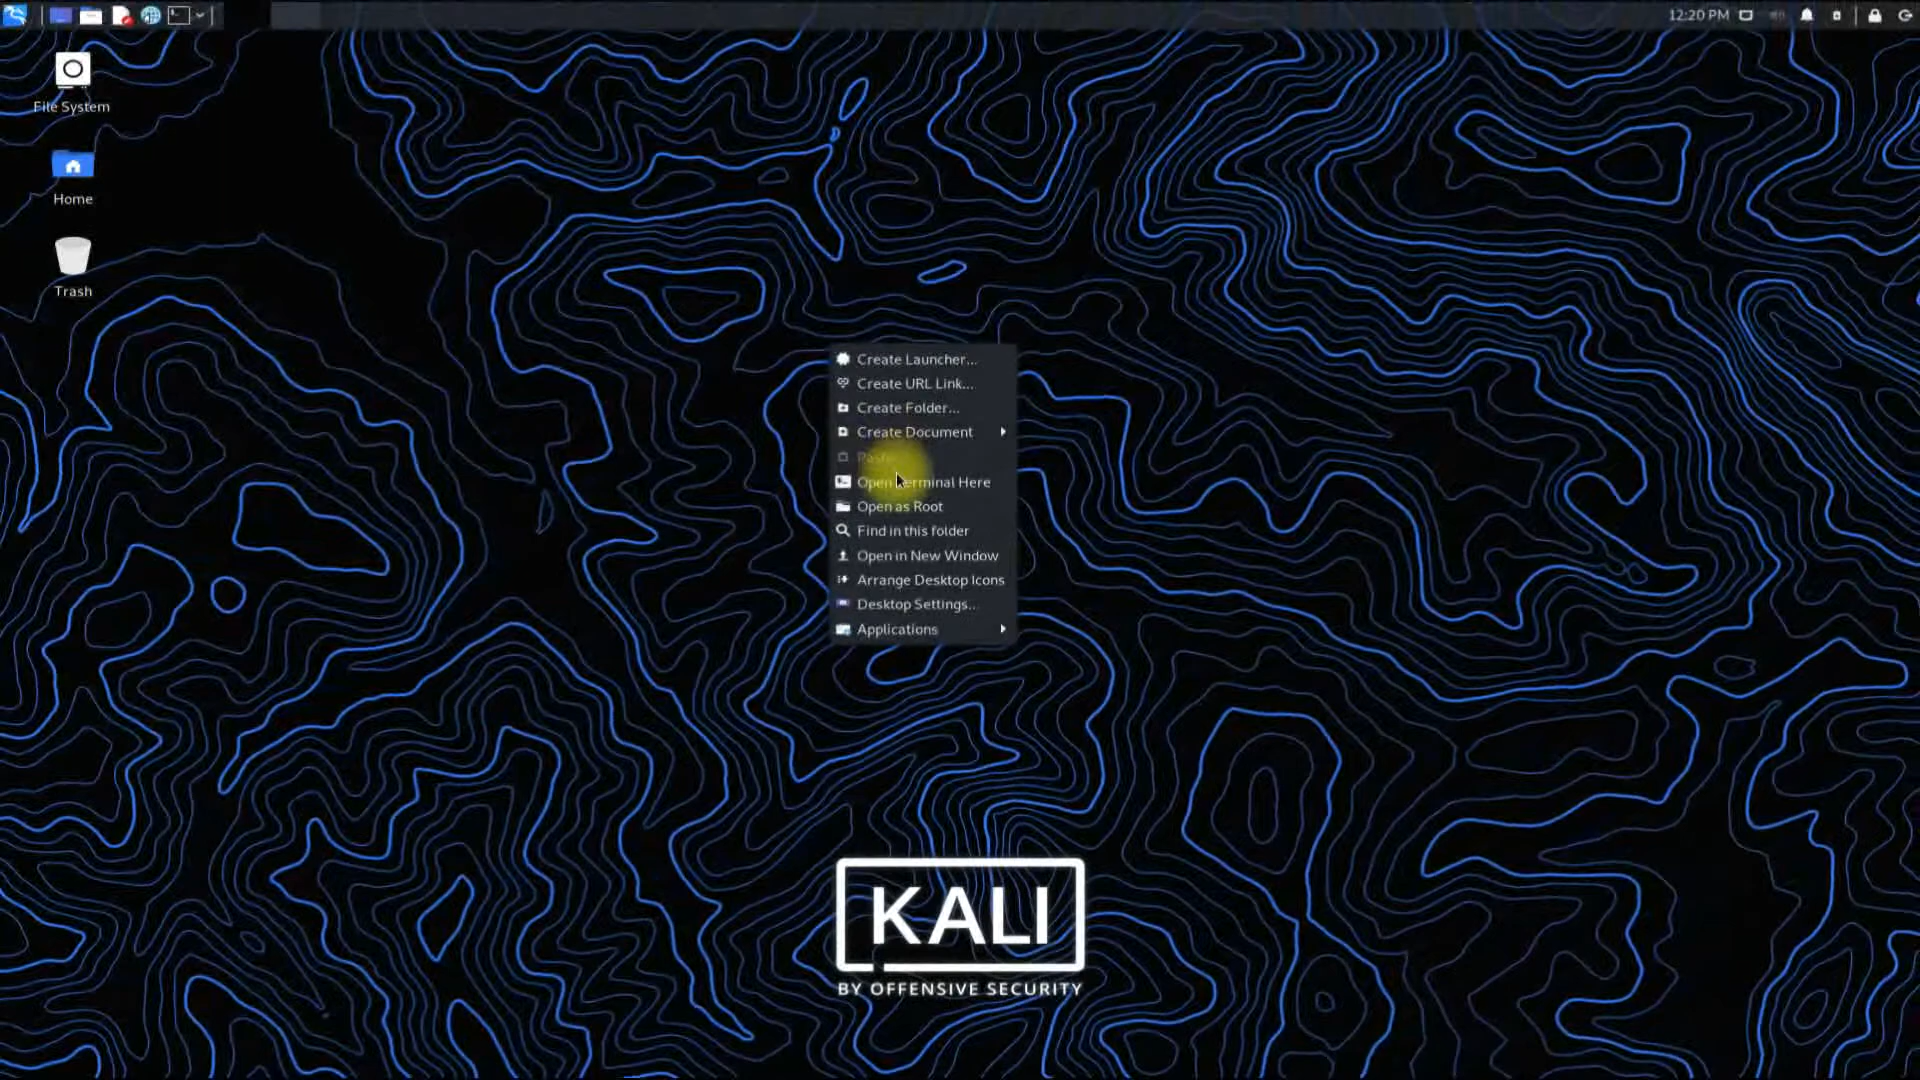 12:20 PM
File System
Home
Trash
Create Launcher...
Create URL Link...
Create Folder...
Create Document
Paste
Open Terminal Here
Open as Root
Find in this folder
Open in New Window
Arrange Desktop Icons
Desktop Settings...
Applications
KALI
BY OFFENSIVE SECURITY